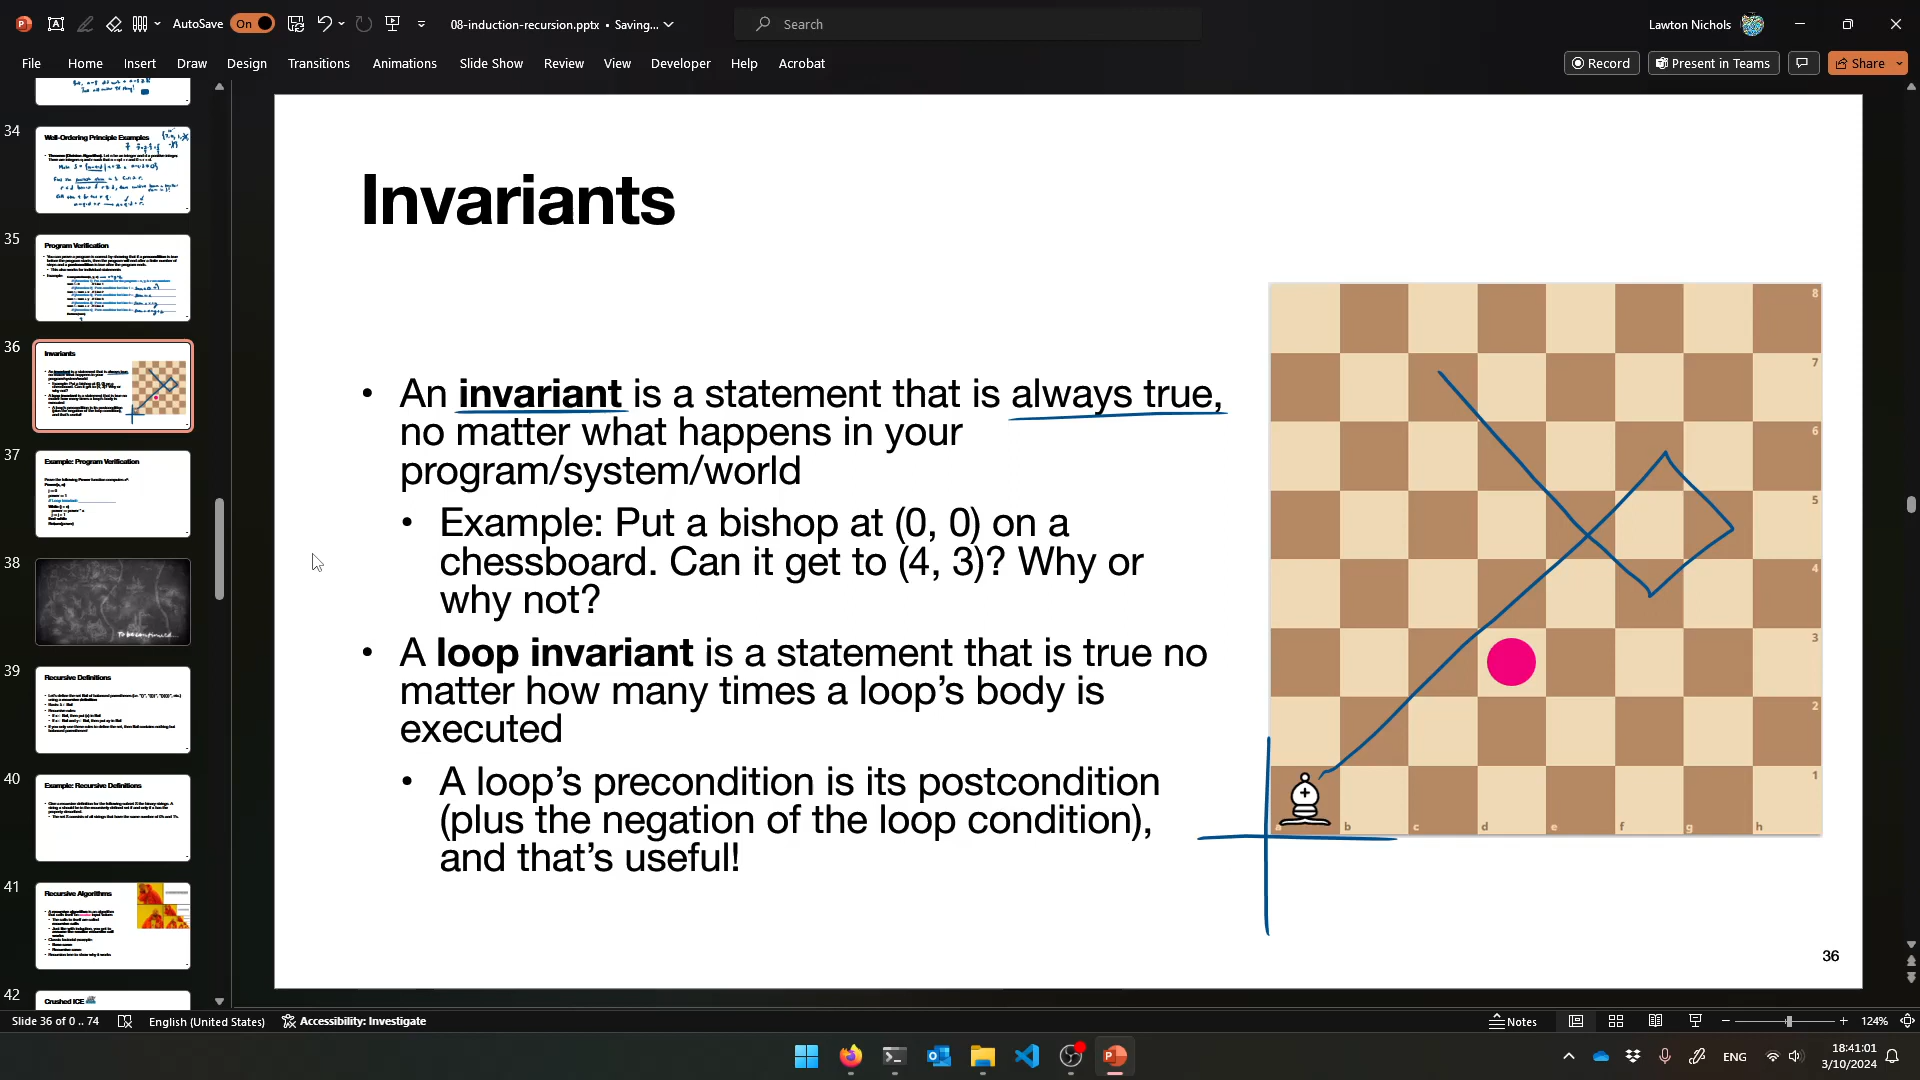 AutoSave On 08-induction-recursion.pptx • Saving... Search Lawton Nichols
File Home Insert Draw Design Transitions Animations Slide Show Review View Developer Help Acrobat Record Present in Teams Share
34
Well-Ordering Principle Examples
35
Program Verification
36
Invariants
37
Example: Program Verification
38
To be continued...
39
Recursive Definitions
40
Example: Recursive Definitions
41
Recursive Algorithms
42
Crushed ICE
Invariants
• An invariant is a statement that is always true,
no matter what happens in your
program/system/world
• Example: Put a bishop at (0, 0) on a
chessboard. Can it get to (4, 3)? Why or
why not?
• A loop invariant is a statement that is true no
matter how many times a loop's body is
executed
• A loop's precondition is its postcondition
(plus the negation of the loop condition),
and that's useful!
8
7
6
5
4
3
2
1
a b c d e f g h
36
Slide 36 of 0 .. 74 English (United States) Accessibility: Investigate Notes 124%
ENG 18:41:01
3/10/2024